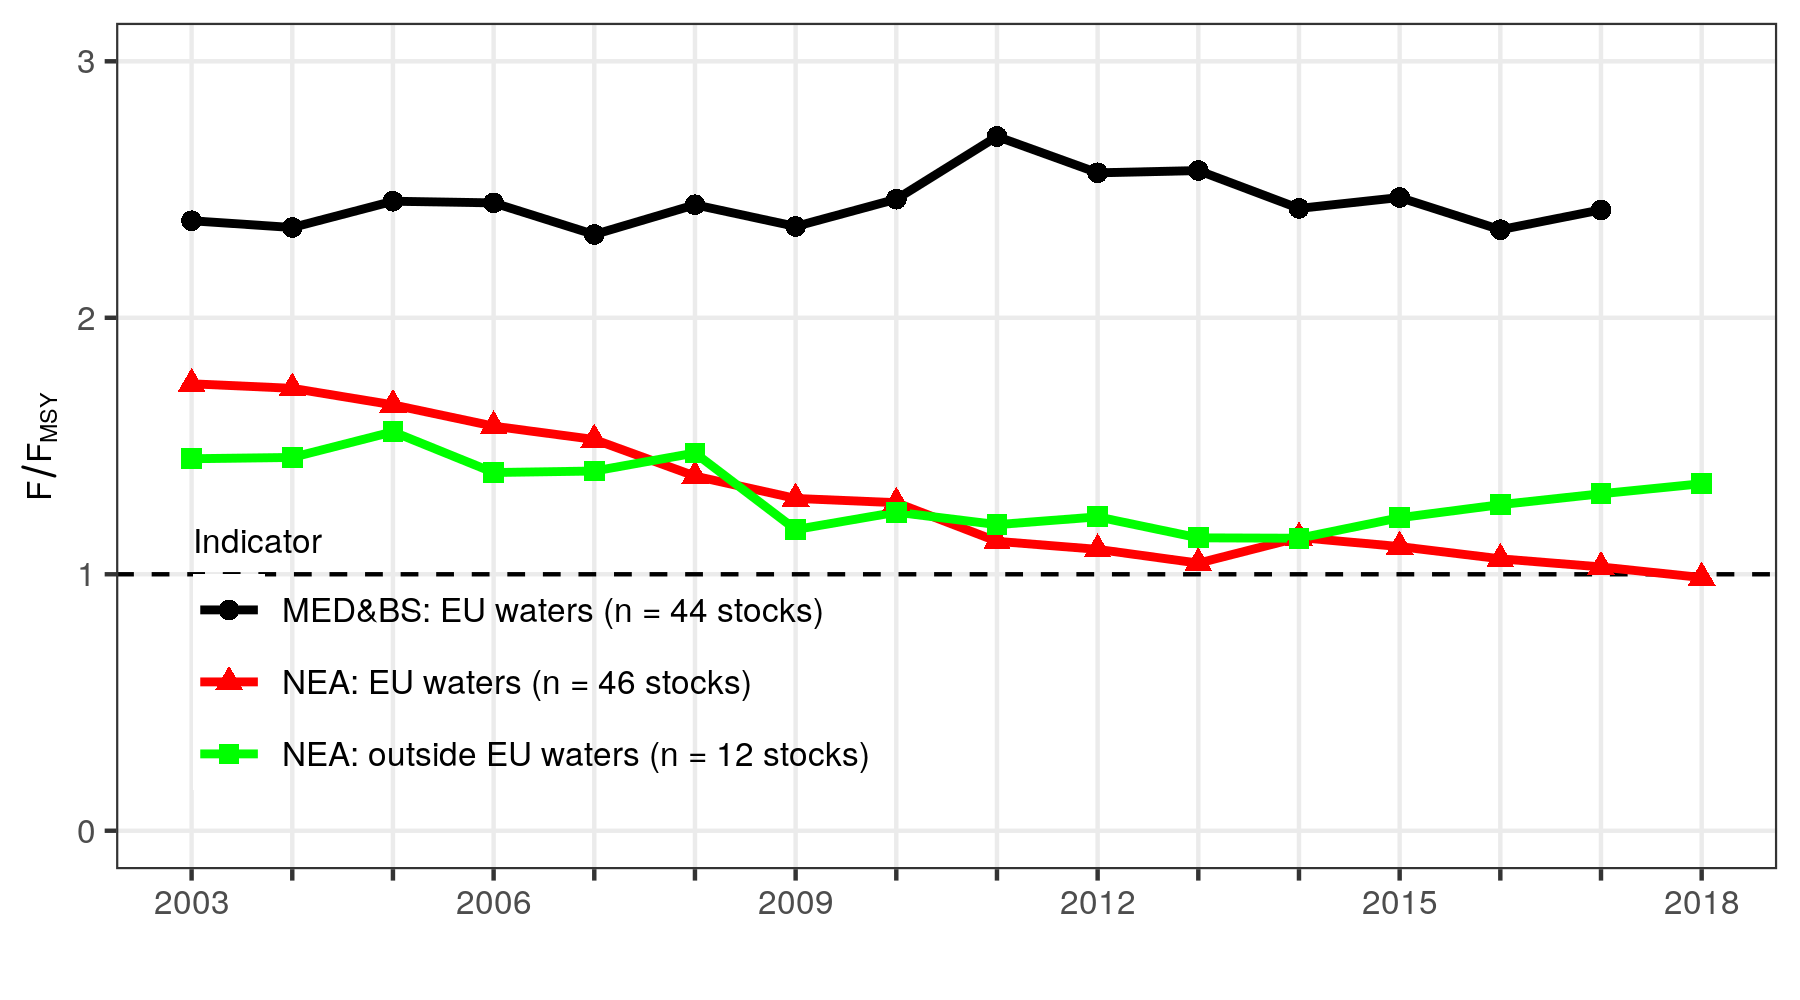 3
2
1
0
F/FMSY
Indicator
MED&BS: EU waters (n = 44 stocks)
NEA: EU waters (n = 46 stocks)
NEA: outside EU waters (n = 12 stocks)
2003 2006 2009 2012 2015 2018